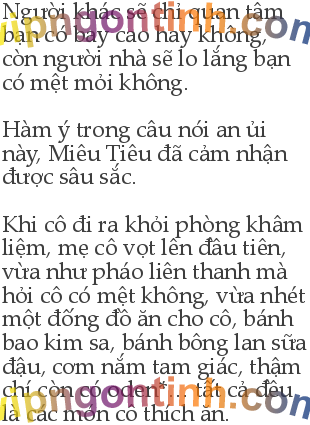 Người khác sẽ chỉ quan tâm
bạn có bay cao hay không,
còn người nhà sẽ lo lắng bạn
có mệt mỏi không.
Hàm ý trong câu nói an ủi
này, Miêu Tiêu đã cảm nhận
được sâu sắc.
Khi cô đi ra khỏi phòng khâm
liệm, mẹ cô vọt lên đầu tiên,
vừa như pháo liên thanh mà
hỏi cô có mệt không, vừa nhét
một đống đồ ăn cho cô, bánh
bao kim sa, bánh bông lan sữa
đậu, cơm nắm tam giác, thậm
chí còn có oden*... tất cả đều
là các món cô thích ăn.
vipngontinh.com
vipngontinh.com